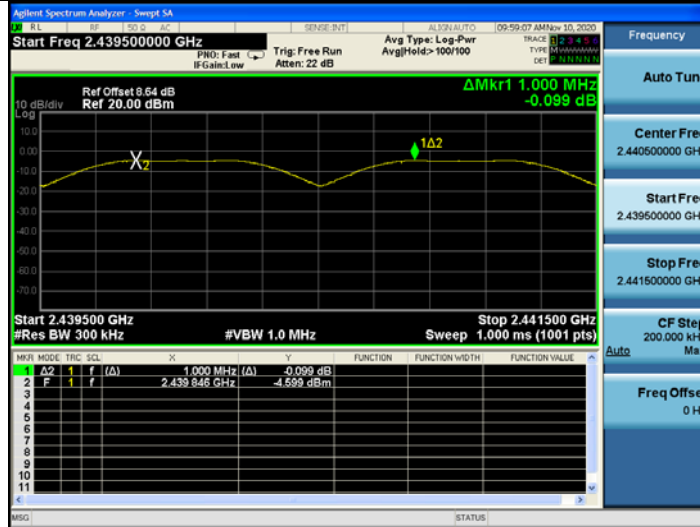 Agilent Spectrum Analyzer - Swept SA
RL RF 50 Ω AC SENSE:INT ALIGN AUTO 09:59:07 AM Nov 10, 2020
Start Freq 2.439500000 GHz
PNO: Fast
IFGain:Low
Trig: Free Run
Atten: 22 dB
Avg Type: Log-Pwr
Avg|Hold:> 100/100
TRACE 1 2 3 4 5 6
TYPE M
DET P N N N N N
ΔMkr1 1.000 MHz
-0.099 dB
Ref Offset 8.64 dB
10 dB/div Ref 20.00 dBm
Log
10.0
0.00
-10.0
-20.0
-30.0
-40.0
-50.0
-60.0
-70.0
X2
1Δ2
Start 2.439500 GHz Stop 2.441500 GHz
#Res BW 300 kHz #VBW 1.0 MHz Sweep 1.000 ms (1001 pts)
MKR MODE TRC SCL X Y FUNCTION FUNCTION WIDTH FUNCTION VALUE
1 Δ2 1 f (Δ) 1.000 MHz (Δ) -0.099 dB
2 F 1 f 2.439 846 GHz -4.599 dBm
3
4
5
6
7
8
9
10
11
MSG STATUS
Frequency
Auto Tun
Center Fre
2.440500000 GH
Start Fre
2.439500000 GH
Stop Fre
2.441500000 GH
CF Step
200.000 kH
Auto Ma
Freq Offse
0 H